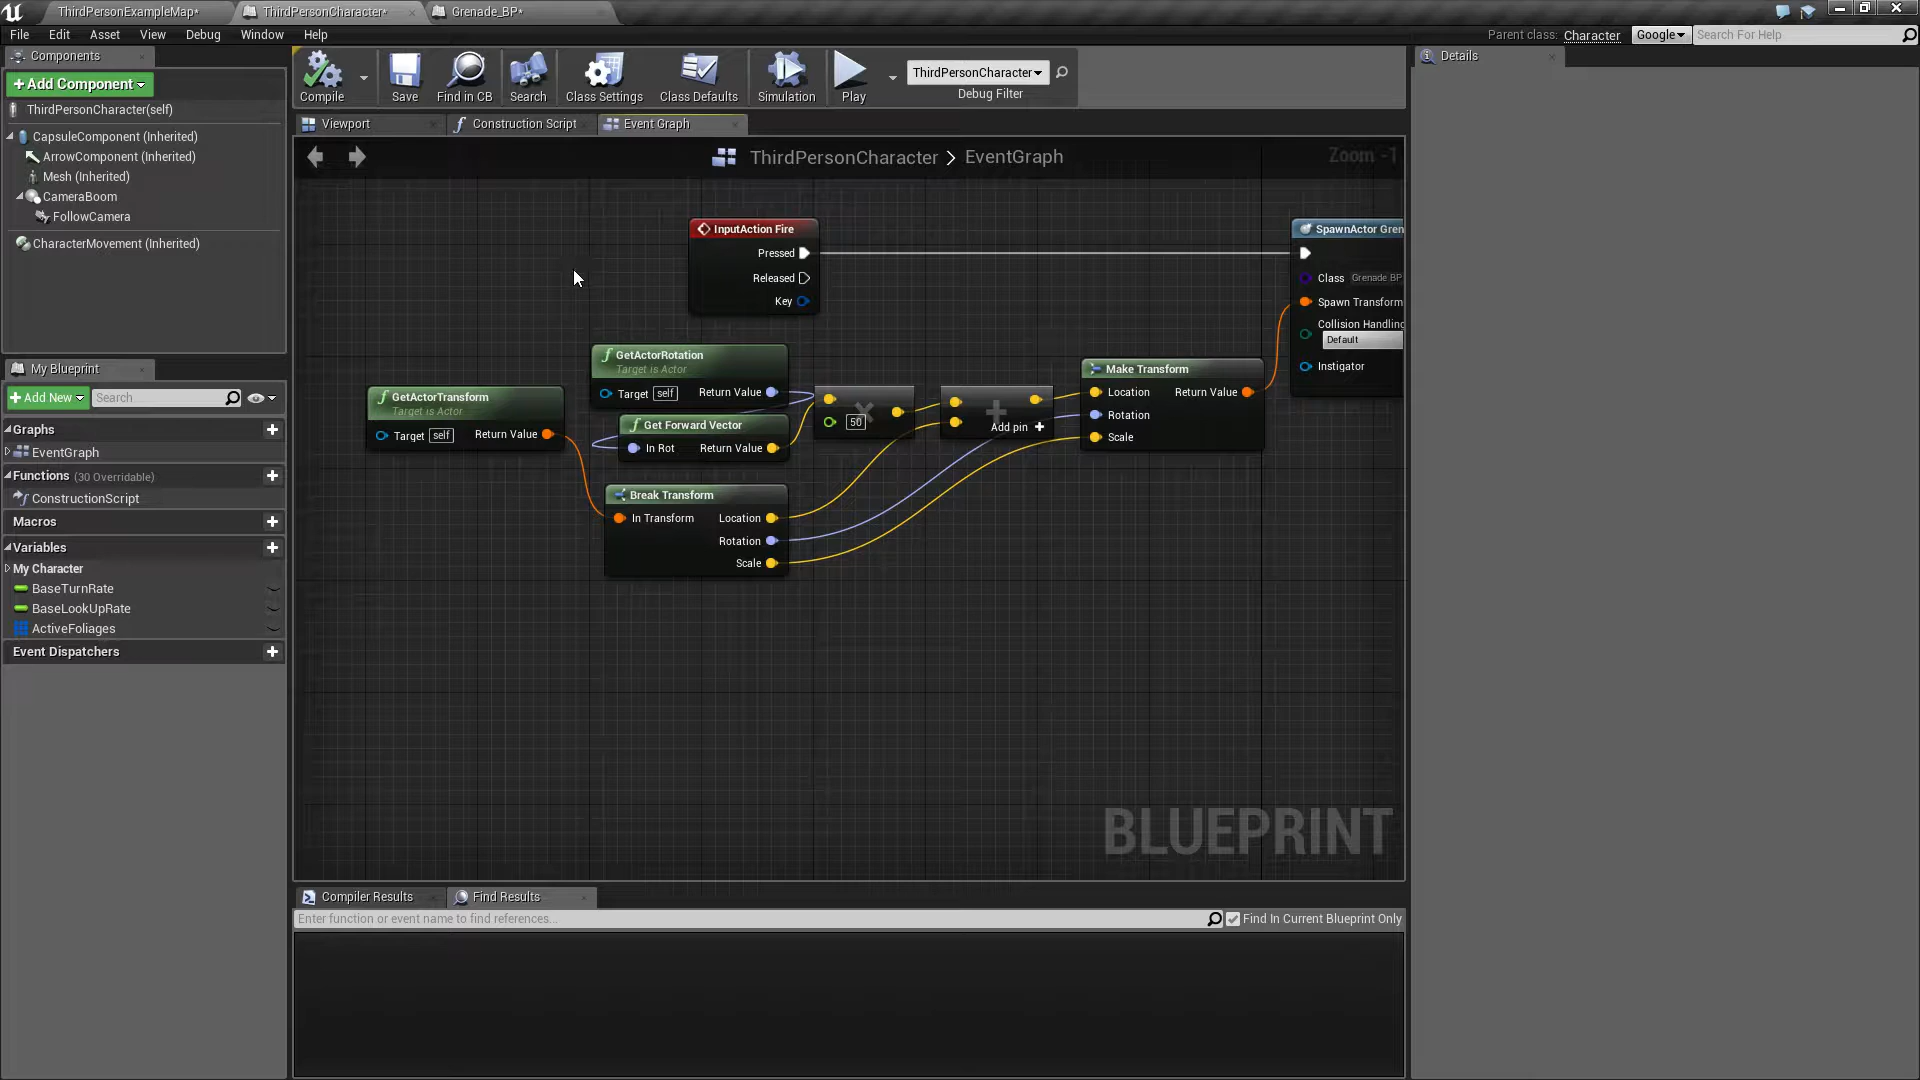 ThirdPersonExampleMap*
ThirdPersonCharacter*
Grenade_BP*
File Edit Asset View Debug Window Help
Parent class: Character
Google
Search For Help
Components
+Add Component
ThirdPersonCharacter(self)
CapsuleComponent (Inherited)
ArrowComponent (Inherited)
Mesh (Inherited)
CameraBoom
FollowCamera
CharacterMovement (Inherited)
My Blueprint
+Add New
Search
Graphs
EventGraph
Functions (30 Overridable)
ConstructionScript
Macros
Variables
My Character
BaseTurnRate
BaseLookUpRate
ActiveFoliages
Event Dispatchers
Compile
Save
Find in CB
Search
Class Settings
Class Defaults
Simulation
Play
ThirdPersonCharacter
Debug Filter
Viewport
Construction Script
Event Graph
ThirdPersonCharacter > EventGraph
Zoom -1
InputAction Fire
Pressed
Released
Key
SpawnActor Gren
Class Grenade BP
Spawn Transform
Collision Handling
Default
Instigator
GetActorRotation
Target is Actor
Target self Return Value
Get Forward Vector
In Rot Return Value
GetActorTransform
Target is Actor
Target self Return Value
50
Add pin +
Make Transform
Location Return Value
Rotation
Scale
Break Transform
In Transform Location
Rotation
Scale
BLUEPRINT
Compiler Results
Find Results
Enter function or event name to find references...
Find In Current Blueprint Only
Details